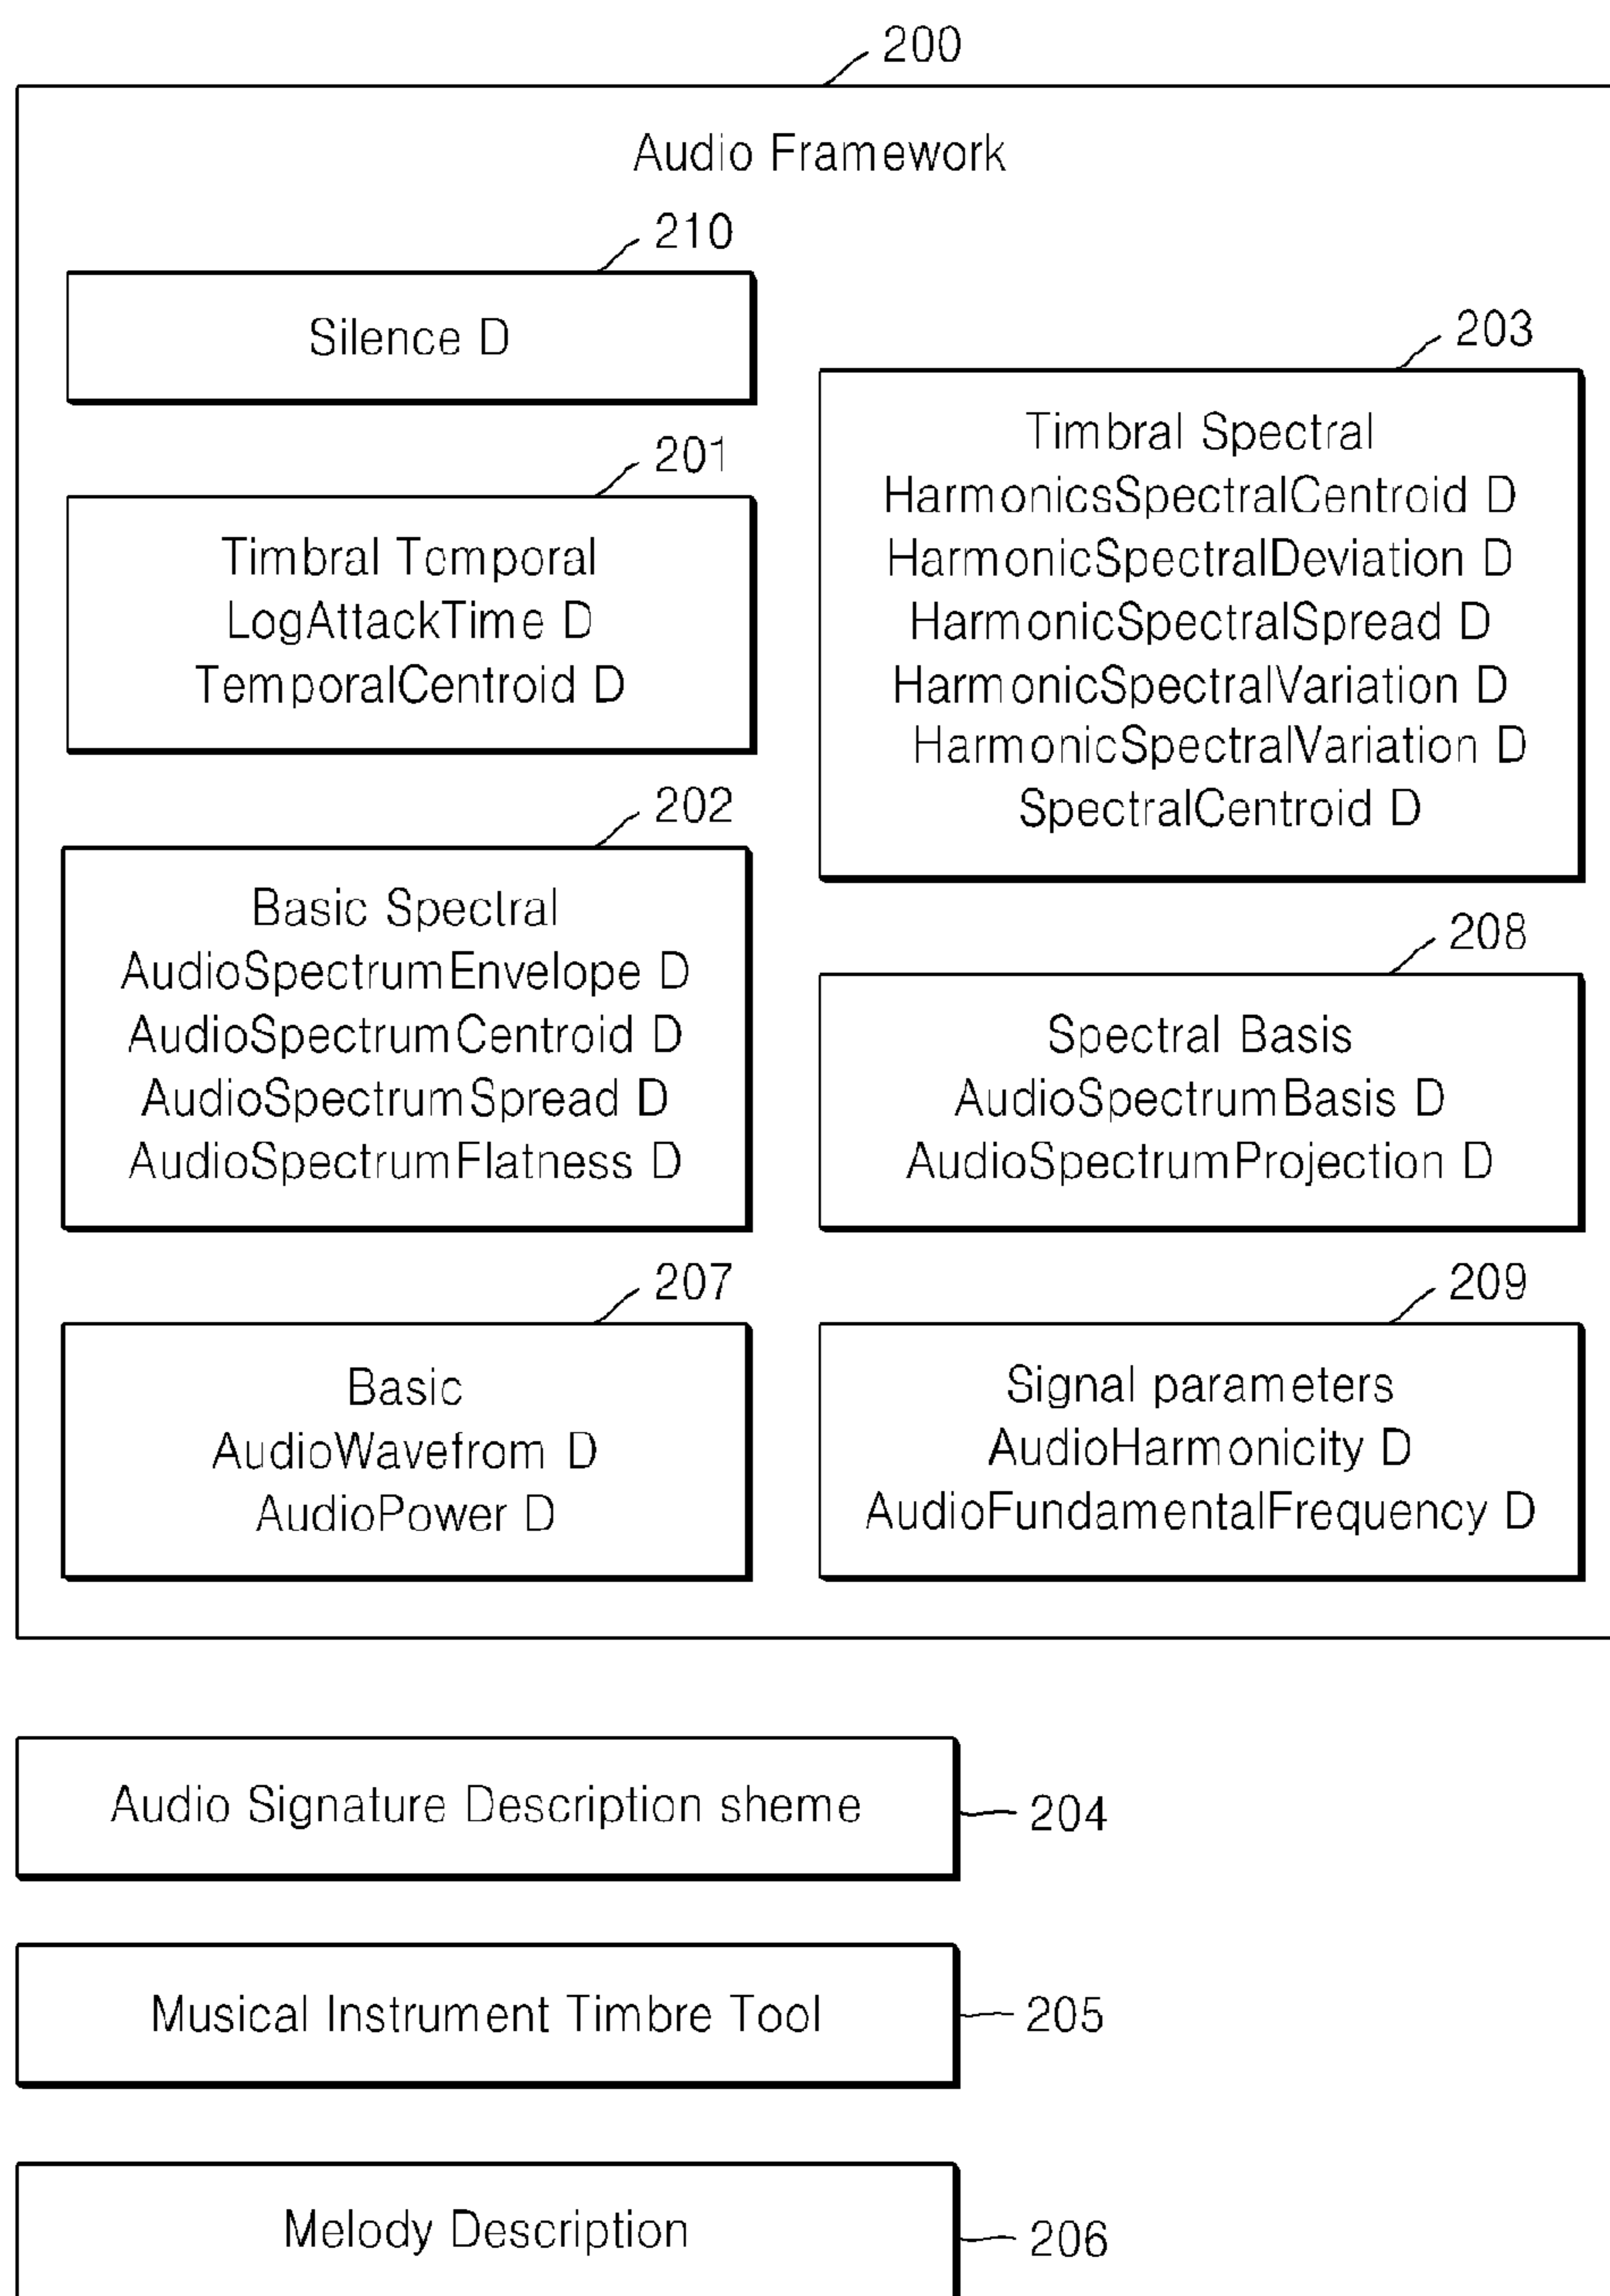 200
Audio Framework
210
Silence D
201
Timbral Tcmporal
LogAttackTime D
TemporalCentroid D
202
Basic Spectral
AudioSpectrumEnvelope D
AudioSpectrumCentroid D
AudioSpectrumSpread D
AudioSpectrumFlatness D
207
Basic
AudioWavefrom D
AudioPower D
203
Timbral Spectral
HarmonicsSpectralCentroid D
HarmonicSpectralDeviation D
HarmonicSpectralSpread D
HarmonicSpectralVariation D
HarmonicSpectralVariation D
SpectralCentroid D
208
Spectral Basis
AudioSpectrumBasis D
AudioSpectrumProjection D
209
Signal parameters
AudioHarmonicity D
AudioFundamentalFrequency D
Audio Signature Description sheme
204
Musical Instrument Timbre Tool
205
Melody Description
206